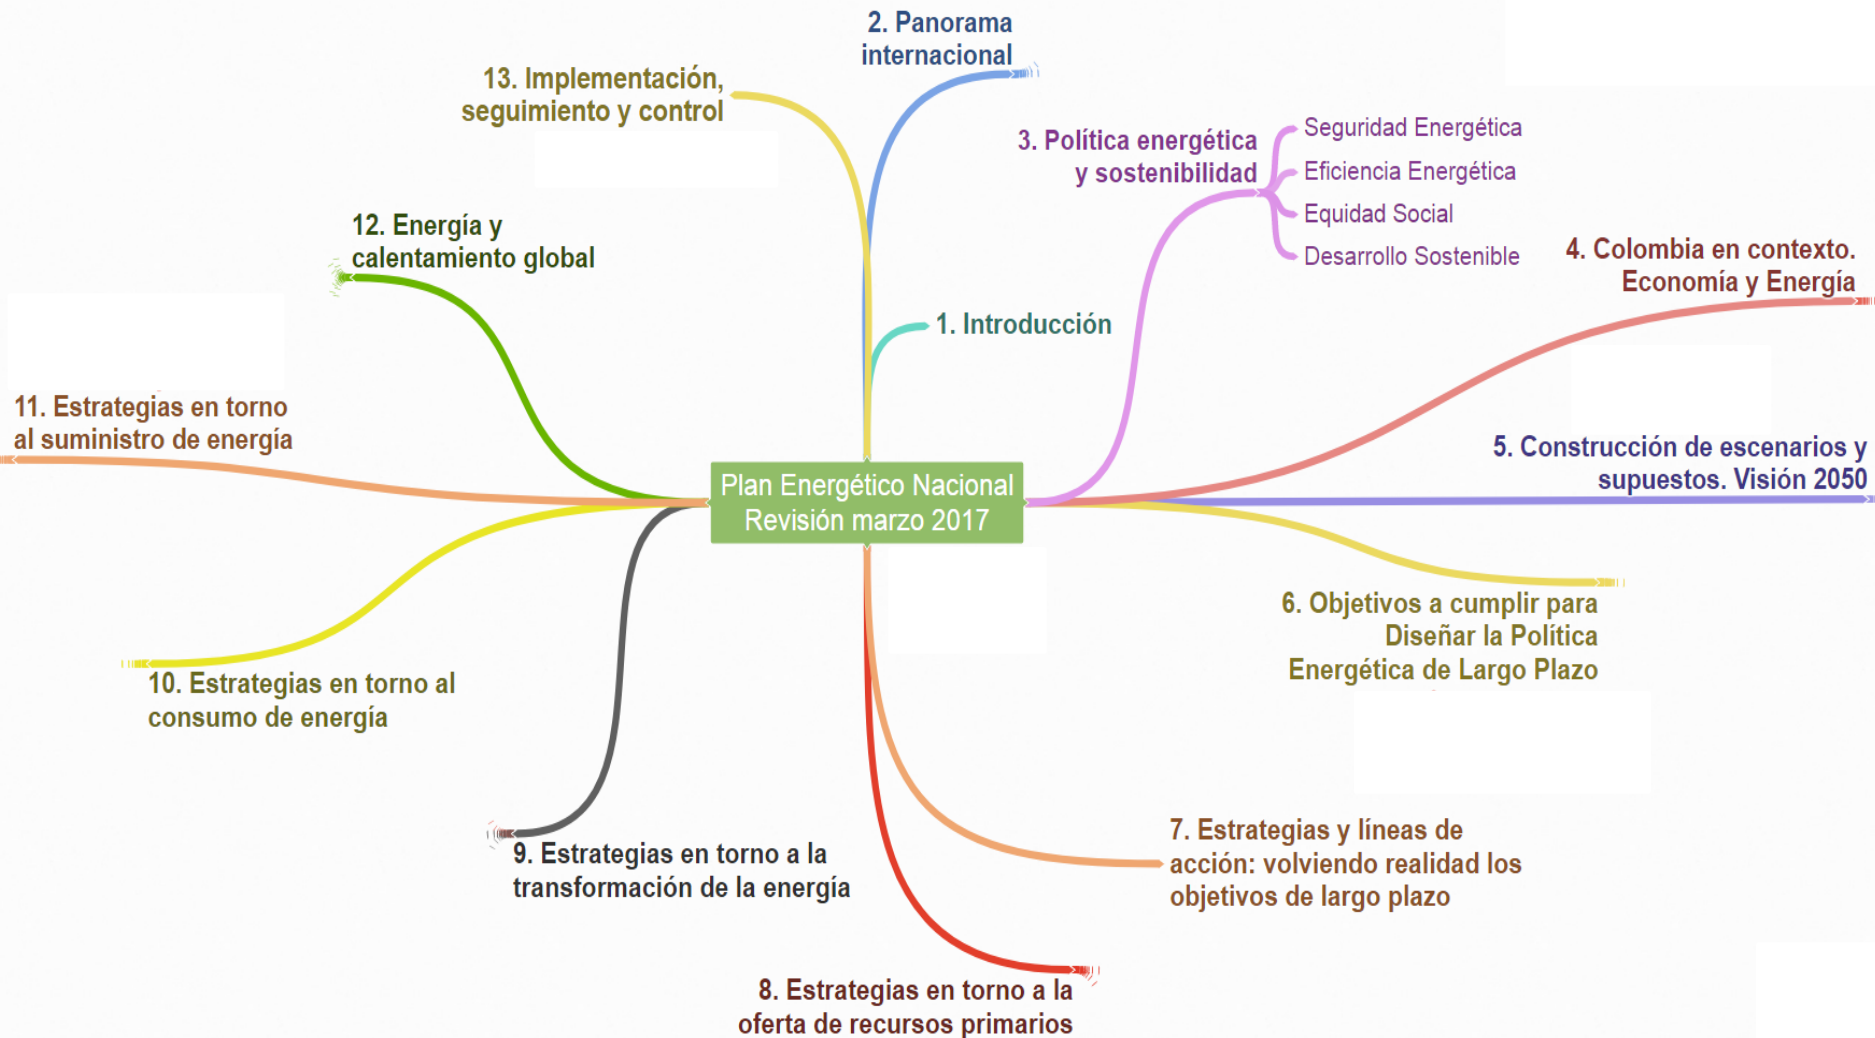 Plan Energético Nacional
Revisión marzo 2017
1. Introducción
2. Panorama
internacional
3. Política energética
y sostenibilidad
Seguridad Energética
Eficiencia Energética
Equidad Social
Desarrollo Sostenible
4. Colombia en contexto.
Economía y Energía
5. Construcción de escenarios y
supuestos. Visión 2050
6. Objetivos a cumplir para
Diseñar la Política
Energética de Largo Plazo
7. Estrategias y líneas de
acción: volviendo realidad los
objetivos de largo plazo
8. Estrategias en torno a la
oferta de recursos primarios
9. Estrategias en torno a la
transformación de la energía
10. Estrategias en torno al
consumo de energía
11. Estrategias en torno
al suministro de energía
12. Energía y
calentamiento global
13. Implementación,
seguimiento y control